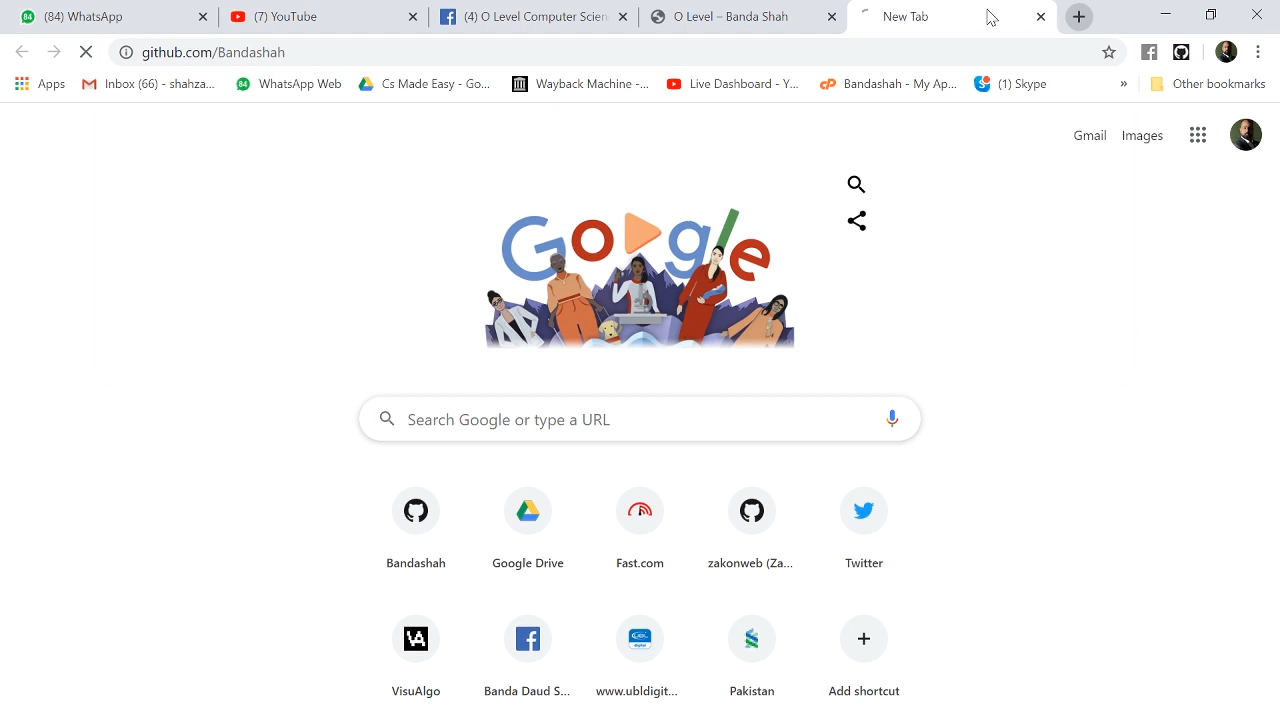 (84) WhatsApp
(7) YouTube
(4) O Level Computer Scien
O Level – Banda Shah
New Tab
github.com/Bandashah
Apps
Inbox (66) - shahza...
84
WhatsApp Web
Cs Made Easy - Go...
Wayback Machine -...
Live Dashboard - Y...
Bandashah - My Ap...
(1) Skype
»
Other bookmarks
Gmail
Images
Google
Search Google or type a URL
Bandashah
Google Drive
Fast.com
zakonweb (Za...
Twitter
VisuAlgo
Banda Daud S...
www.ubldigit...
Pakistan
Add shortcut